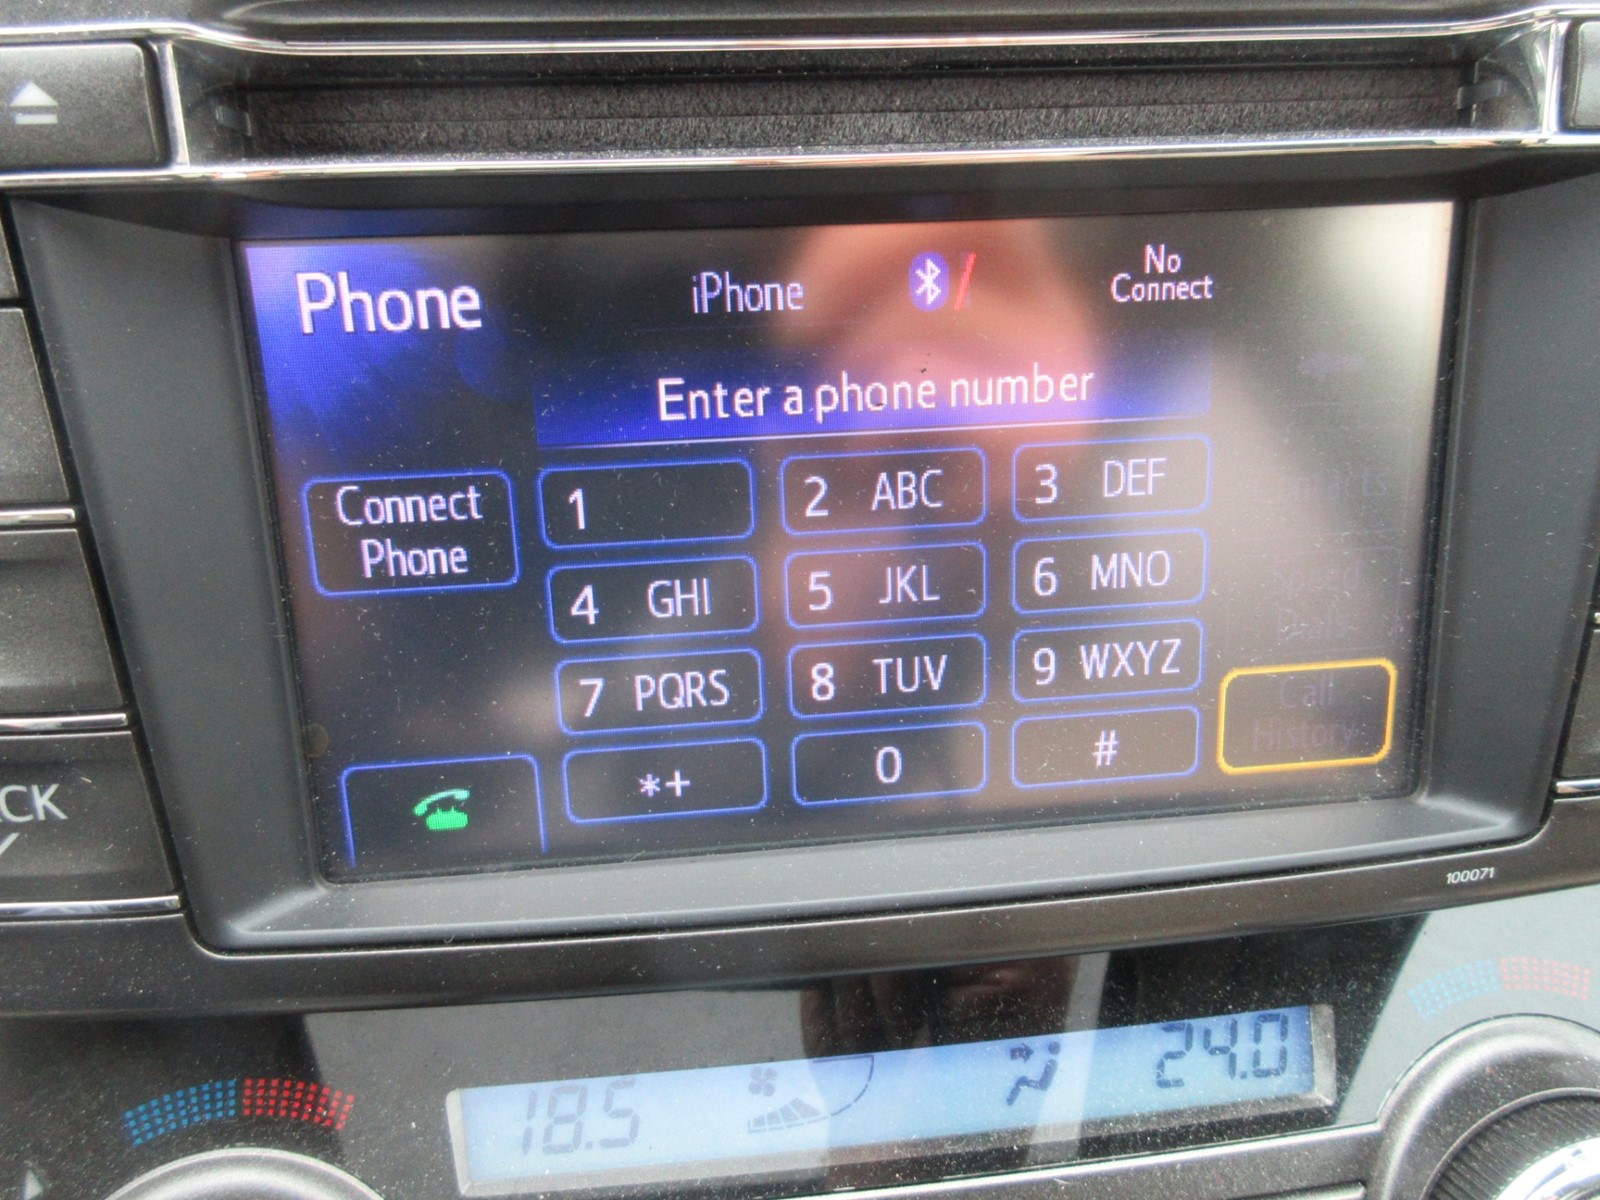 Phone
iPhone
No
Connect
Enter a phone number
Connect
Phone
1
2 ABC
3 DEF
4 GHI
5 JKL
6 MNO
7 PQRS
8 TUV
9 WXYZ
*+
0
#
Call
History
CK
100071
18.5
24.0